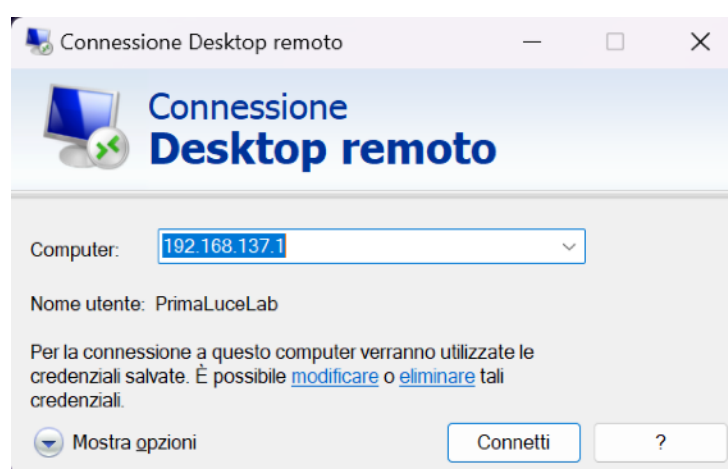 Connessione Desktop remoto
Connessione
Desktop remoto
Computer: 192.168.137.1
Nome utente: PrimaLuceLab
Per la connessione a questo computer verranno utilizzate le
credenziali salvate. È possibile modificare o eliminare tali
credenziali.
Mostra opzioni Connetti ?